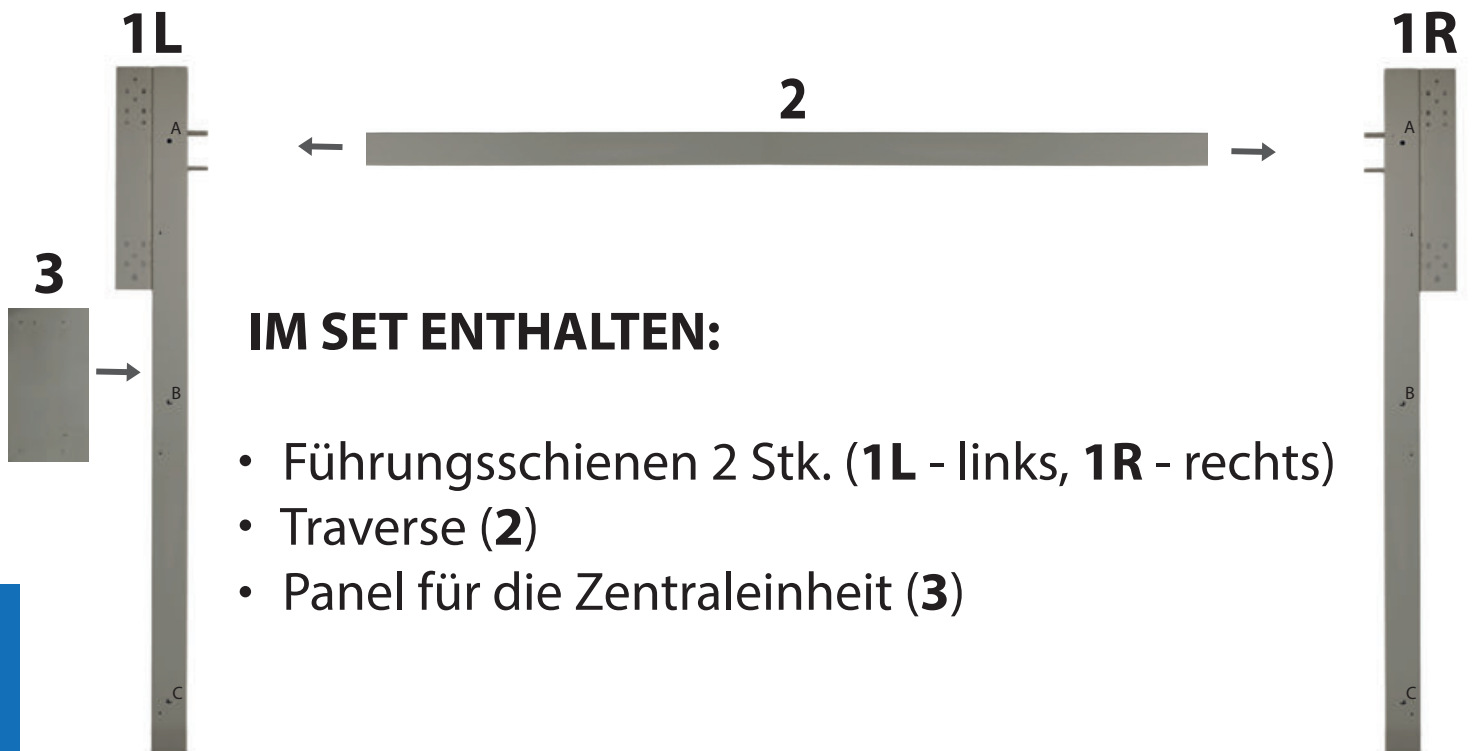 1L
1R
2
A
A
3
IM SET ENTHALTEN:
B
B
• Führungsschienen 2 Stk. (1L - links, 1R - rechts)
• Traverse (2)
• Panel für die Zentraleinheit (3)
C
C